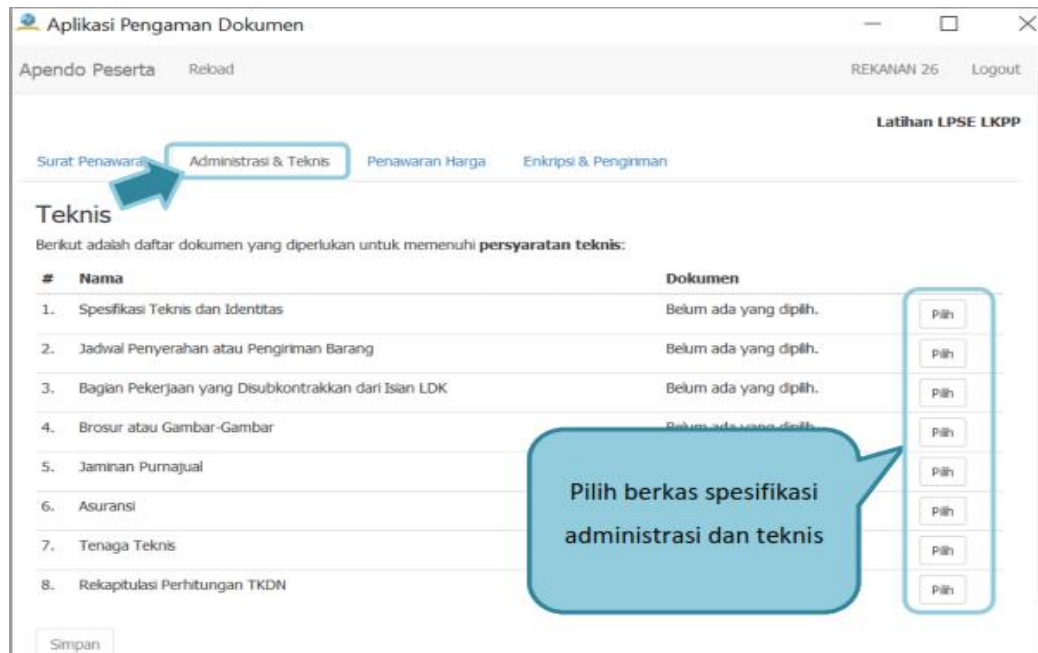 Aplikasi Pengaman Dokumen
Apendo Peserta Reload REKANAN 26 Logout
Latihan LPSE LKPP
Surat Penawaran Administrasi & Teknis Penawaran Harga Enkripsi & Pengiriman
Teknis
Berikut adalah daftar dokumen yang diperlukan untuk memenuhi persyaratan teknis:
# Nama Dokumen
1. Spesifikasi Teknis dan Identitas Belum ada yang dipilih. Pilih
2. Jadwal Penyerahan atau Pengiriman Barang Belum ada yang dipilih. Pilih
3. Bagian Pekerjaan yang Disubkontrakkan dari Isian LDK Belum ada yang dipilih. Pilih
4. Brosur atau Gambar-Gambar Belum ada yang dipilih. Pilih
5. Jaminan Purnajual Pilih
6. Asuransi Pilih
7. Tenaga Teknis Pilih
8. Rekapitulasi Perhitungan TKDN Pilih
Pilih berkas spesifikasi
administrasi dan teknis
Simpan